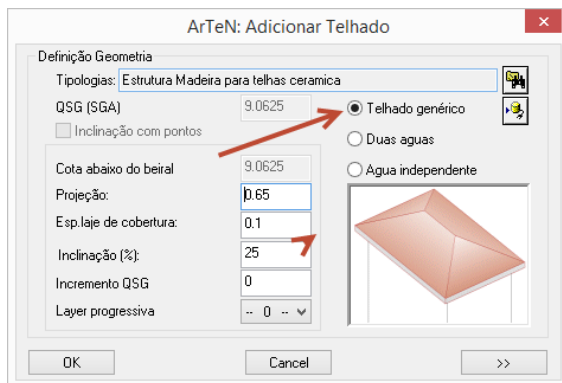 ArTeN: Adicionar Telhado
Definição Geometria
Tipologias: Estrutura Madeira para telhas ceramica
QSG (SGA) 9.0625 Telhado genérico
Inclinação com pontos
Duas aguas
Cota abaixo do beiral 9.0625 Agua independente
Projeção: 0.65
Esp.laje de cobertura: 0.1
Inclinação (%): 25
Incremento QSG 0
Layer progressiva -- 0 --
OK Cancel >>